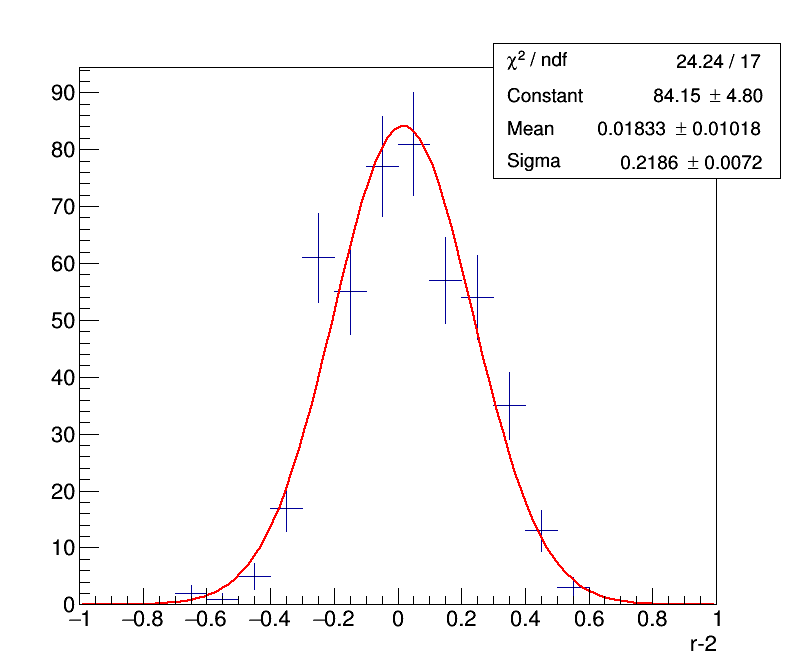 χ² / ndf 24.24 / 17
Constant 84.15 ± 4.80
Mean 0.01833 ± 0.01018
Sigma 0.2186 ± 0.0072
90
80
70
60
50
40
30
20
10
0
−1 −0.8 −0.6 −0.4 −0.2 0 0.2 0.4 0.6 0.8 1
r-2